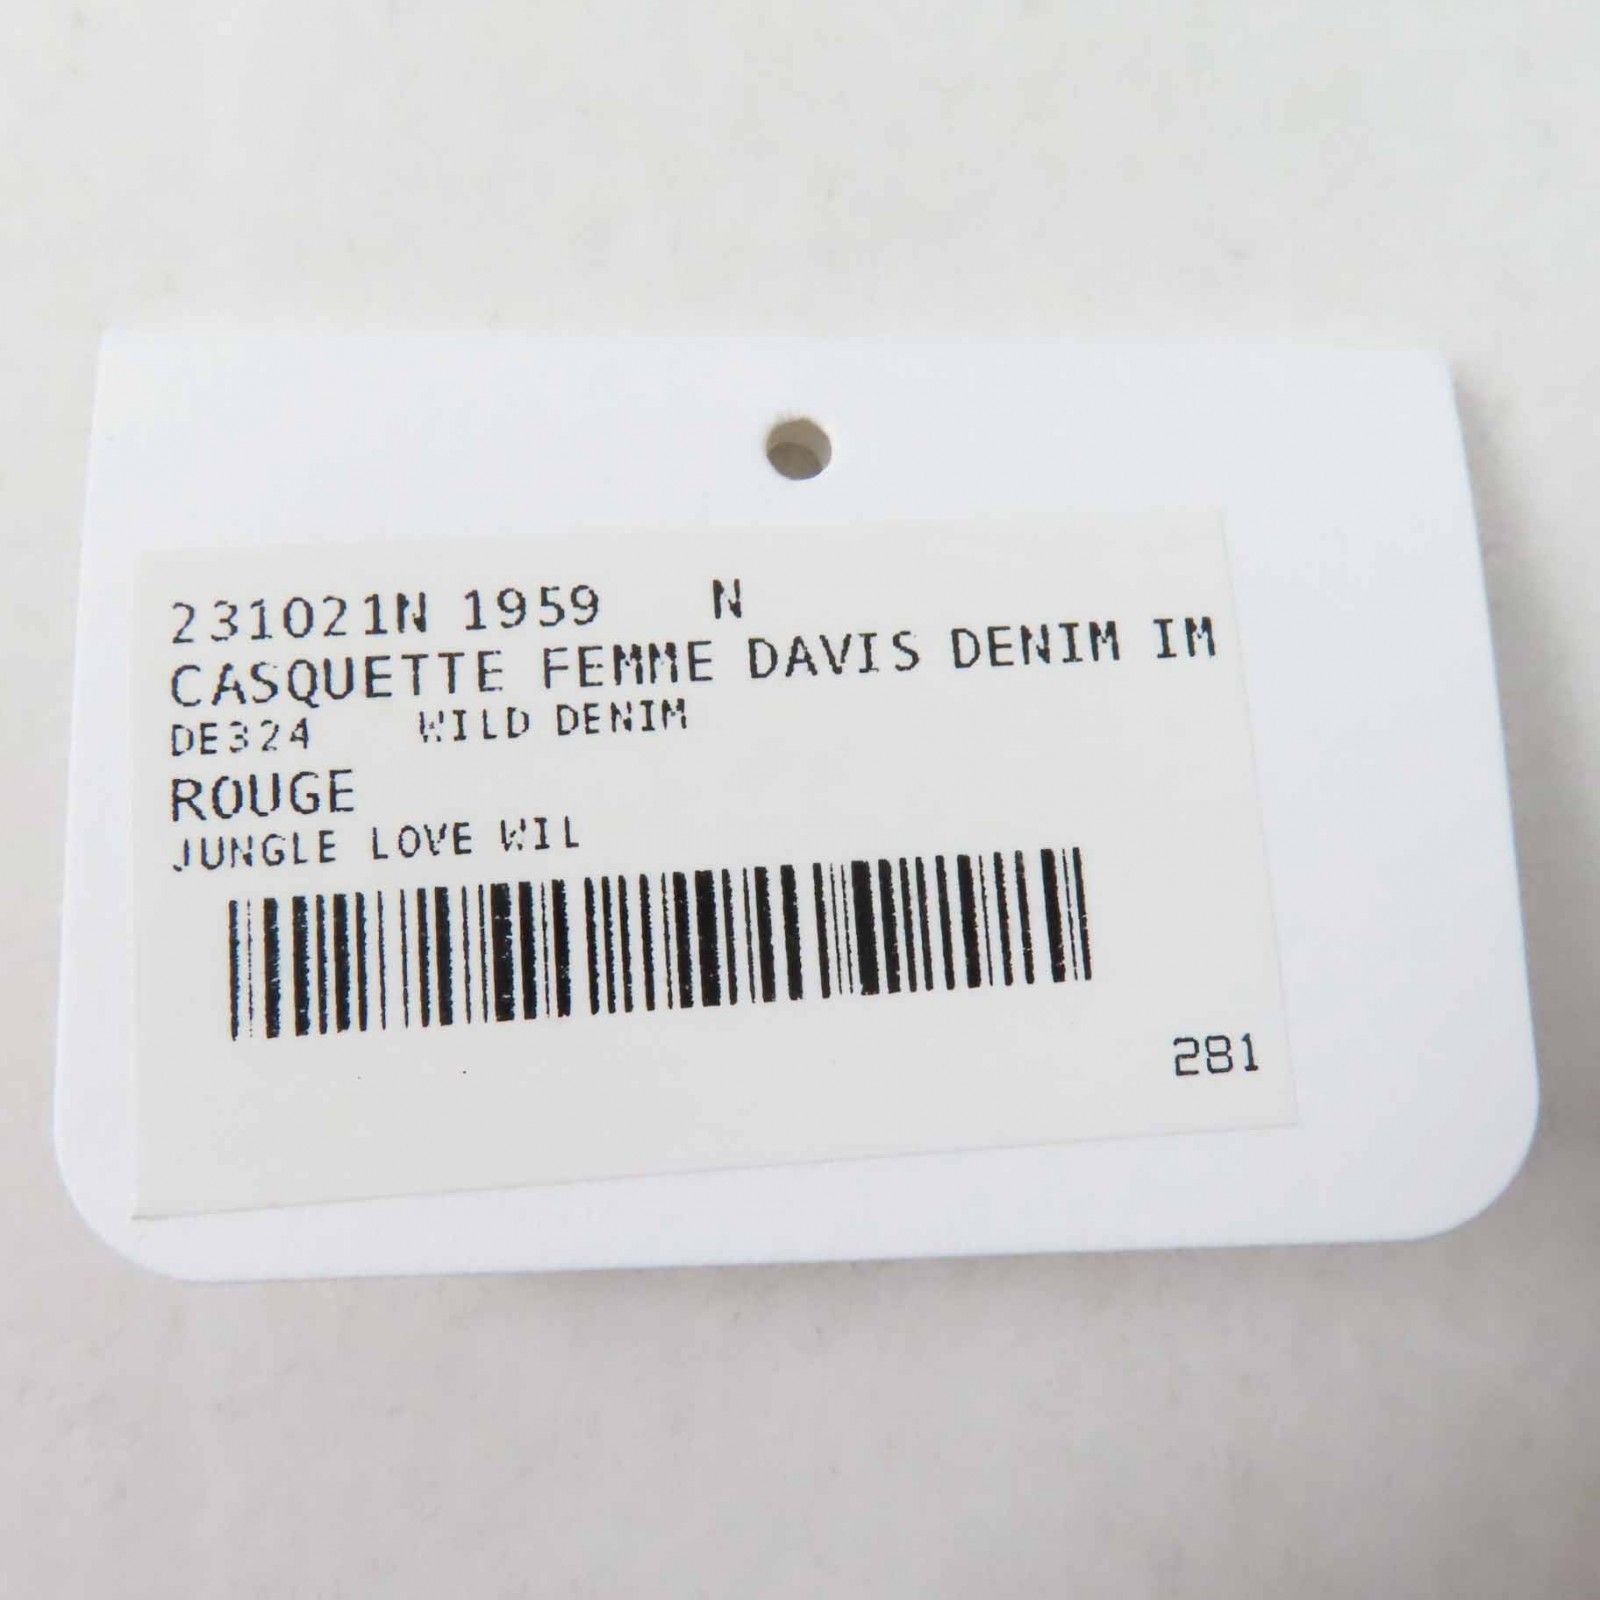 231021N 1959 N
CASQUETTE FEMME DAVIS DENIM IM
DE324 WILD DENIM
ROUGE
JUNGLE LOVE WIL
281